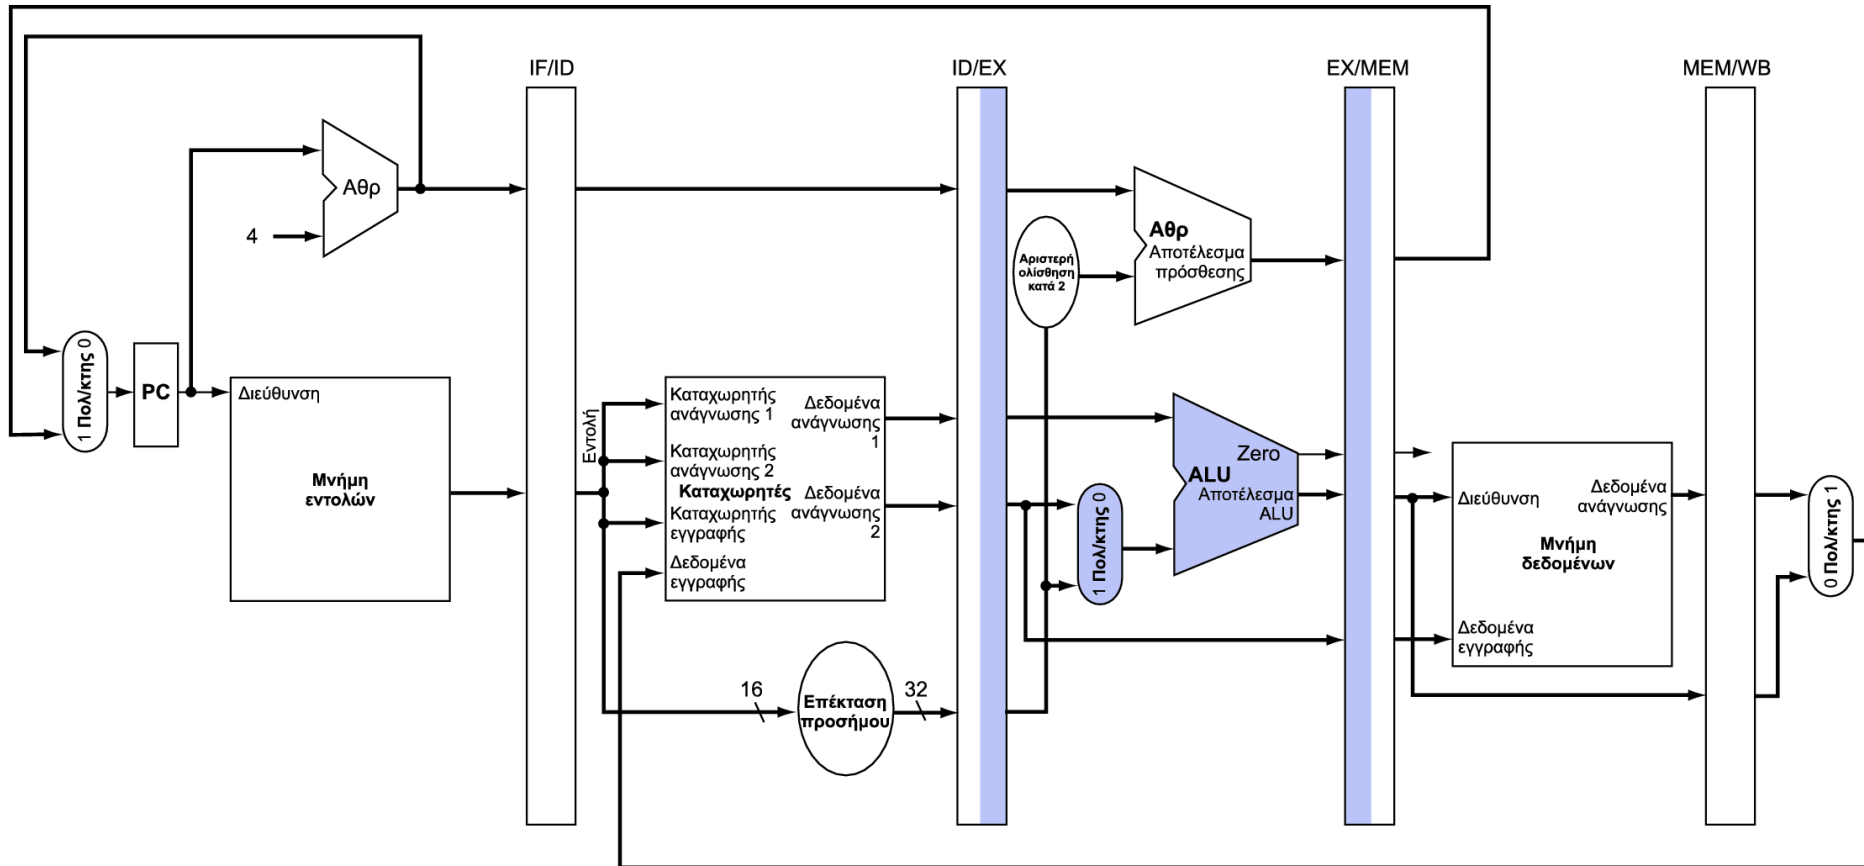 IF/ID
ID/EX
EX/MEM
MEM/WB
Αθρ
4
Αθρ
Αποτέλεσμα
πρόσθεσης
Αριστερή
ολίσθηση
κατά 2
1 Πολ/κτης 0
PC
Διεύθυνση
Μνήμη
εντολών
Εντολή
Καταχωρητής
ανάγνωσης 1
Καταχωρητής
ανάγνωσης 2
Καταχωρητές
Καταχωρητής
εγγραφής
Δεδομένα
εγγραφής
Δεδομένα
ανάγνωσης
1
Δεδομένα
ανάγνωσης
2
16
Επέκταση
προσήμου
32
1 Πολ/κτης 0
Zero
ALU
Αποτέλεσμα
ALU
Διεύθυνση
Δεδομένα
ανάγνωσης
Μνήμη
δεδομένων
Δεδομένα
εγγραφής
0 Πολ/κτης 1